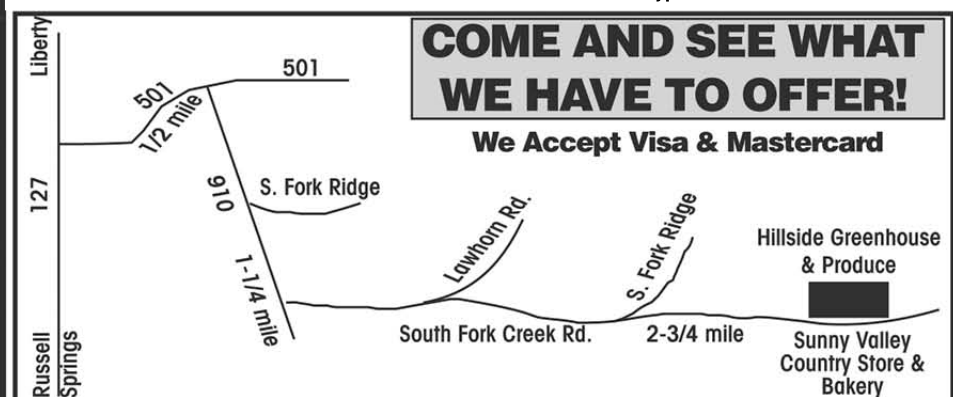 COME AND SEE WHAT
WE HAVE TO OFFER!
We Accept Visa & Mastercard
Liberty
501
501
1/2 mile
127
910
S. Fork Ridge
1-1/4 mile
Lawhorn Rd.
S. Fork Ridge
Hillside Greenhouse
& Produce
South Fork Creek Rd.
2-3/4 mile
Sunny Valley
Country Store &
Bakery
Russell
Springs